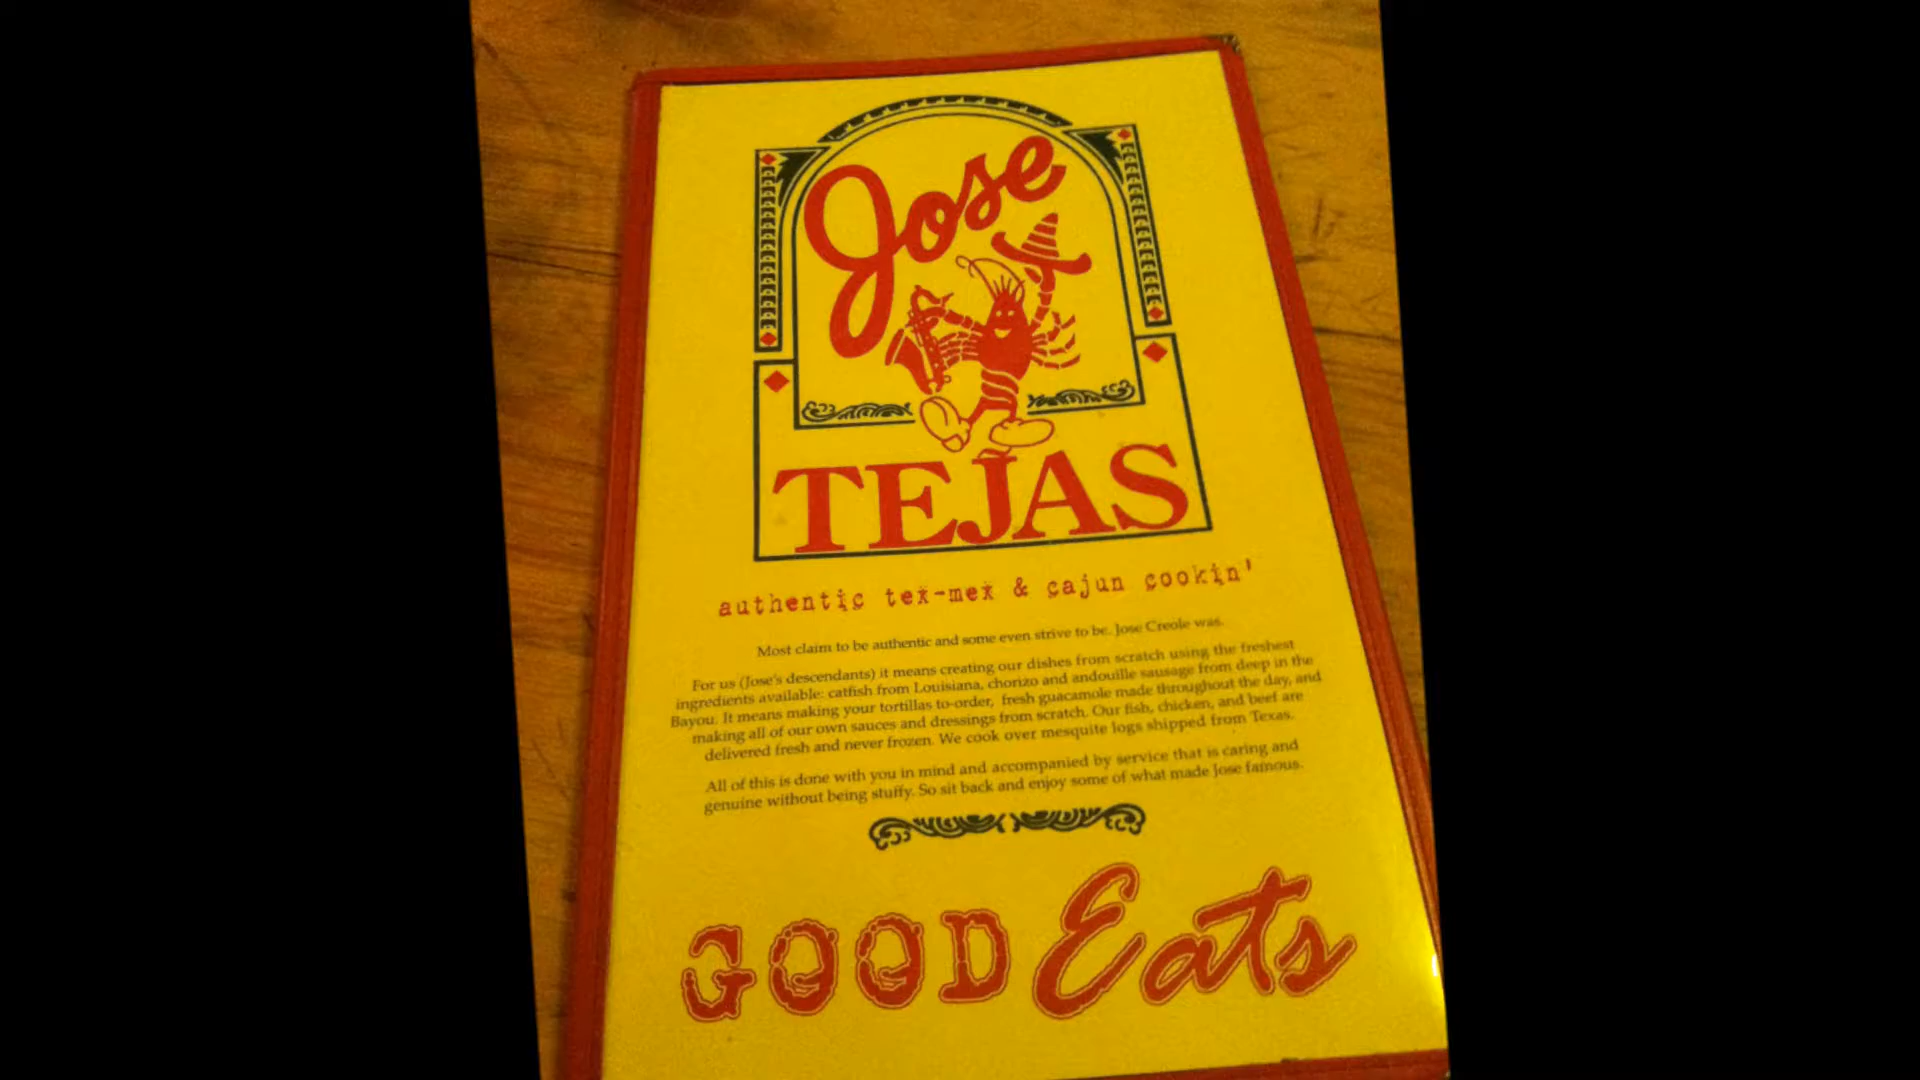 Jose
TEJAS
authentic tex-mex & cajun cookin'
Most claim to be authentic and some even strive to be. Jose Creole was.
For us (Jose's descendants) it means creating our dishes from scratch using the freshest
ingredients available: catfish from Louisiana, chorizo and andouille sausage from deep in the
Bayou. It means making your tortillas to-order, fresh guacamole made throughout the day, and
making all of our own sauces and dressings from scratch. Our fish, chicken, and beef are
delivered fresh and never frozen. We cook over mesquite logs shipped from Texas.
All of this is done with you in mind and accompanied by service that is caring and
genuine without being stuffy. So sit back and enjoy some of what made Jose famous.
GOOD Eats